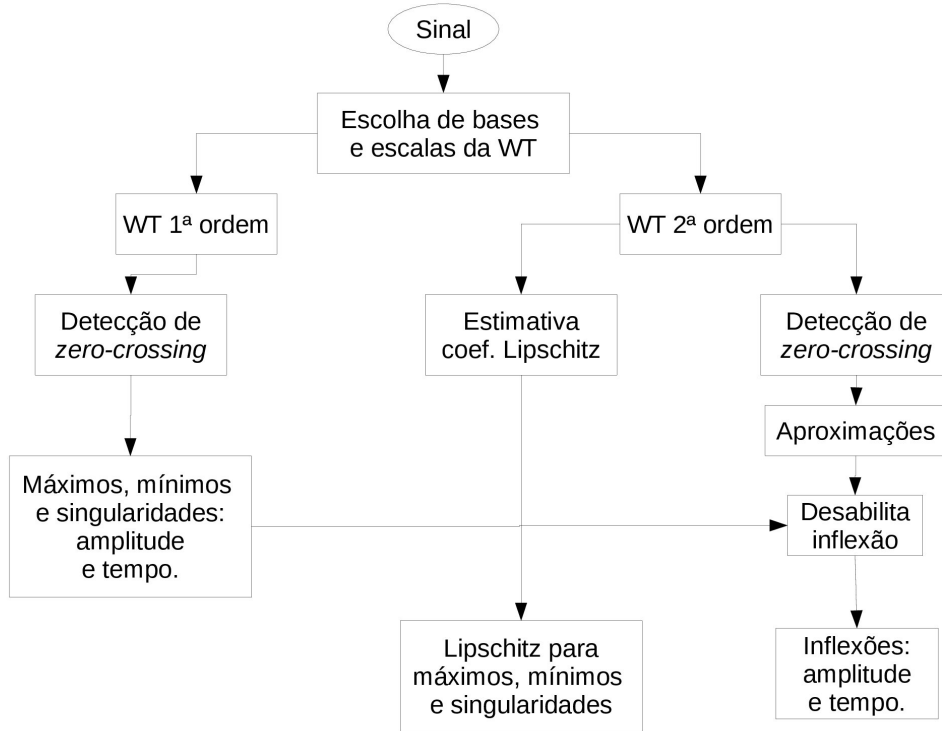 Sinal
Escolha de bases
e escalas da WT
WT 1ª ordem
WT 2ª ordem
Detecção de
zero-crossing
Estimativa
coef. Lipschitz
Detecção de
zero-crossing
Aproximações
Máximos, mínimos
e singularidades:
amplitude
e tempo.
Desabilita
inflexão
Lipschitz para
máximos, mínimos
e singularidades
Inflexões:
amplitude
e tempo.